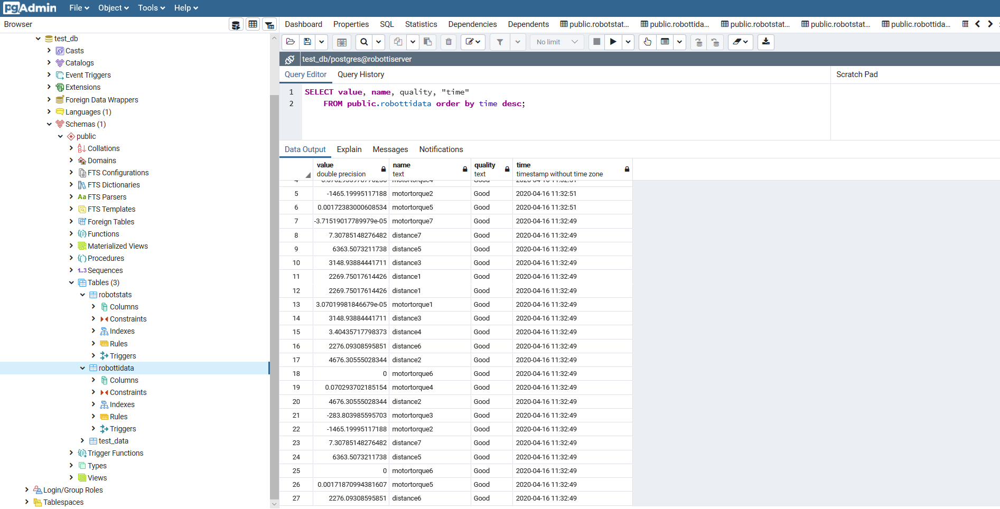 pgAdmin File Object Tools Help
Browser
Dashboard Properties SQL Statistics Dependencies Dependents public.robotstat... public.robottida... public.robotstat... public.robotstat... public.robottida...
test_db
Casts
Catalogs
Event Triggers
Extensions
Foreign Data Wrappers
Languages (1)
Schemas (1)
public
Collations
Domains
FTS Configurations
FTS Dictionaries
Aa FTS Parsers
FTS Templates
Foreign Tables
Functions
Materialized Views
Procedures
1..3 Sequences
Tables (3)
robotstats
Columns
Constraints
Indexes
Rules
Triggers
robottidata
Columns
Constraints
Indexes
Rules
Triggers
test_data
Trigger Functions
Types
Views
Login/Group Roles
Tablespaces
No limit
test_db/postgres@robottiserver
Query Editor Query History
Scratch Pad
1 SELECT value, name, quality, "time"
2 FROM public.robottidata order by time desc;
Data Output Explain Messages Notifications
value name quality time
double precision text text timestamp without time zone
5 -1465.19995117188 motortorque2 Good 2020-04-16 11:32:51
6 0.00172383000608534 motortorque5 Good 2020-04-16 11:32:51
7 -3.71519017789979e-05 motortorque7 Good 2020-04-16 11:32:49
8 7.30785148276482 distance7 Good 2020-04-16 11:32:49
9 6363.5073211738 distance5 Good 2020-04-16 11:32:49
10 3148.93884441711 distance3 Good 2020-04-16 11:32:49
11 2269.75017614426 distance1 Good 2020-04-16 11:32:49
12 2269.75017614426 distance1 Good 2020-04-16 11:32:49
13 3.07019981846679e-05 motortorque1 Good 2020-04-16 11:32:49
14 3148.93884441711 distance3 Good 2020-04-16 11:32:49
15 3.40435717798373 distance4 Good 2020-04-16 11:32:49
16 2276.09308595851 distance6 Good 2020-04-16 11:32:49
17 4676.30555028344 distance2 Good 2020-04-16 11:32:49
18 0 motortorque6 Good 2020-04-16 11:32:49
19 0.070293702185154 motortorque4 Good 2020-04-16 11:32:49
20 4676.30555028344 distance2 Good 2020-04-16 11:32:49
21 -283.803985595703 motortorque3 Good 2020-04-16 11:32:49
22 -1465.19995117188 motortorque2 Good 2020-04-16 11:32:49
23 7.30785148276482 distance7 Good 2020-04-16 11:32:49
24 6363.5073211738 distance5 Good 2020-04-16 11:32:49
25 0 motortorque6 Good 2020-04-16 11:32:49
26 0.00171870994381607 motortorque5 Good 2020-04-16 11:32:49
27 2276.09308595851 distance6 Good 2020-04-16 11:32:49